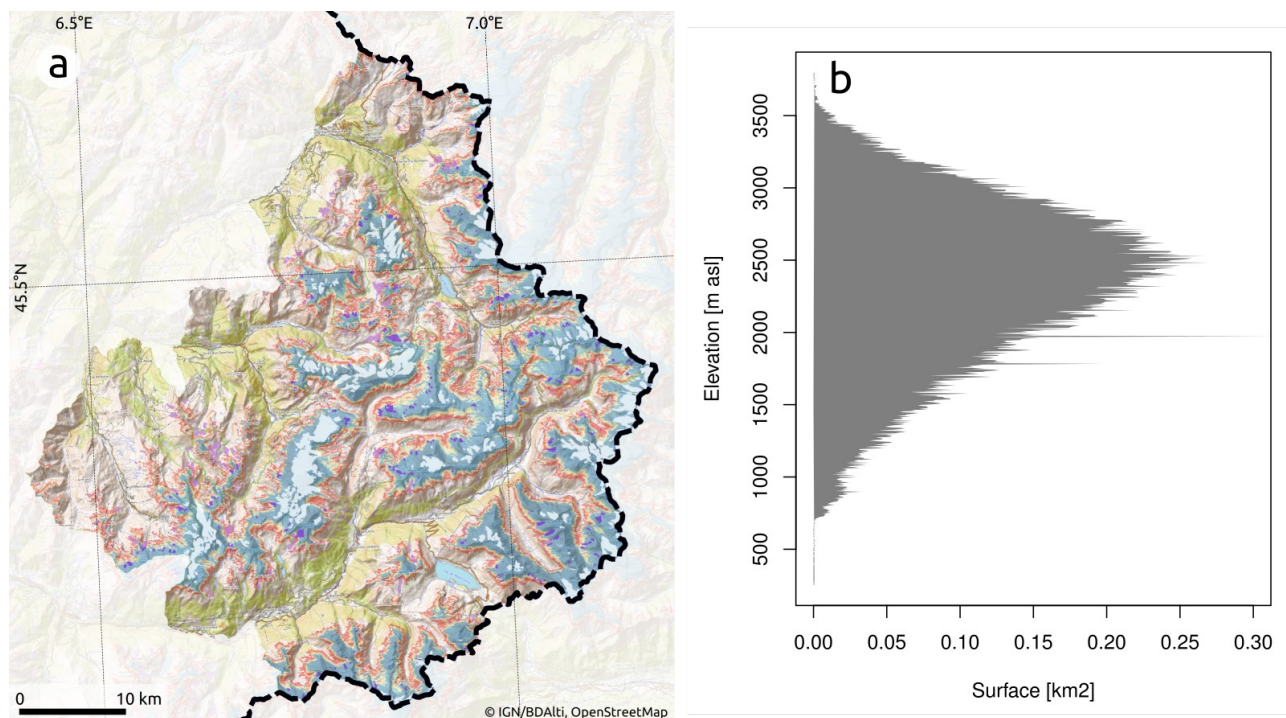 6.5°E
7.0°E
a
45.5°N
0
10 km
© IGN/BDAlti, OpenStreetMap
b
Elevation [m asl]
3500
3000
2500
2000
1500
1000
500
0.00 0.05 0.10 0.15 0.20 0.25 0.30
Surface [km2]